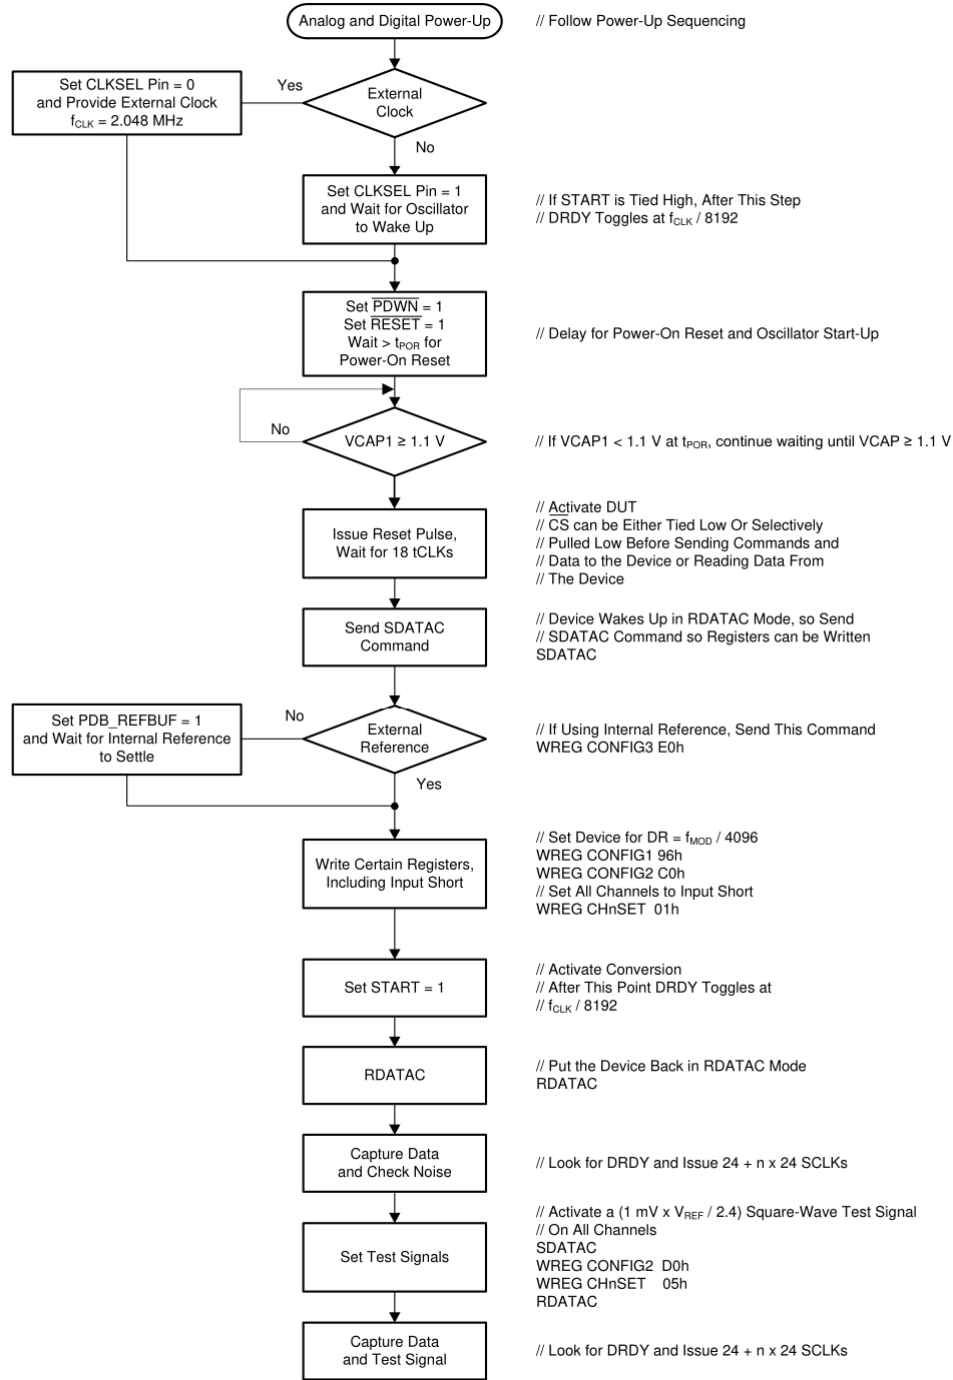 Analog and Digital Power-Up
// Follow Power-Up Sequencing
Set CLKSEL Pin = 0
and Provide External Clock
fCLK = 2.048 MHz
Yes
External
Clock
No
Set CLKSEL Pin = 1
and Wait for Oscillator
to Wake Up
// If START is Tied High, After This Step
// DRDY Toggles at fCLK / 8192
Set PDWN = 1
Set RESET = 1
Wait > tPOR for
Power-On Reset
// Delay for Power-On Reset and Oscillator Start-Up
No
VCAP1 ≥ 1.1 V
// If VCAP1 < 1.1 V at tPOR, continue waiting until VCAP ≥ 1.1 V
Issue Reset Pulse,
Wait for 18 tCLKs
// Activate DUT
// CS can be Either Tied Low Or Selectively
// Pulled Low Before Sending Commands and
// Data to the Device or Reading Data From
// The Device
Send SDATAC
Command
// Device Wakes Up in RDATAC Mode, so Send
// SDATAC Command so Registers can be Written
SDATAC
Set PDB_REFBUF = 1
and Wait for Internal Reference
to Settle
No
External
Reference
Yes
// If Using Internal Reference, Send This Command
WREG CONFIG3 E0h
Write Certain Registers,
Including Input Short
// Set Device for DR = fMOD / 4096
WREG CONFIG1 96h
WREG CONFIG2 C0h
// Set All Channels to Input Short
WREG CHnSET 01h
Set START = 1
// Activate Conversion
// After This Point DRDY Toggles at
// fCLK / 8192
RDATAC
// Put the Device Back in RDATAC Mode
RDATAC
Capture Data
and Check Noise
// Look for DRDY and Issue 24 + n x 24 SCLKs
Set Test Signals
// Activate a (1 mV x VREF / 2.4) Square-Wave Test Signal
// On All Channels
SDATAC
WREG CONFIG2 D0h
WREG CHnSET 05h
RDATAC
Capture Data
and Test Signal
// Look for DRDY and Issue 24 + n x 24 SCLKs